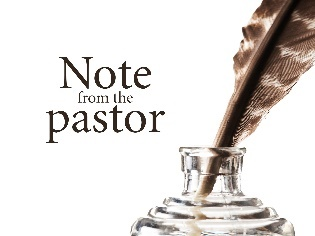 Note
from the
pastor